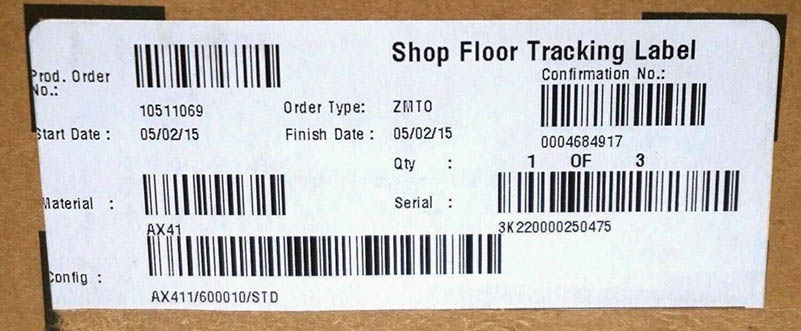 Shop Floor Tracking Label
Prod. Order No.:
10511069
Order Type: ZMTO
Confirmation No.:
0004684917
Start Date : 05/02/15
Finish Date : 05/02/15
Qty : 1 OF 3
Material :
AX41
Serial :
3K220000250475
Config :
AX411/600010/STD